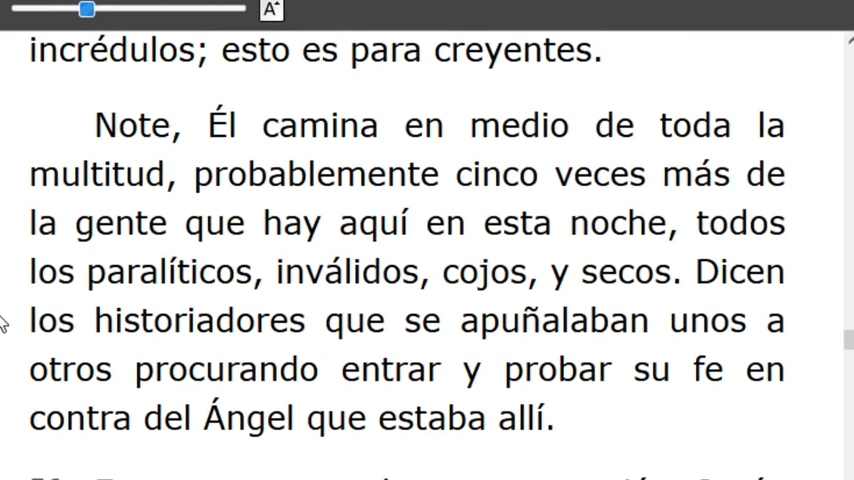 A
incrédulos; esto es para creyentes.
Note, Él camina en medio de toda la
multitud, probablemente cinco veces más de
la gente que hay aquí en esta noche, todos
los paralíticos, inválidos, cojos, y secos. Dicen
los historiadores que se apuñalaban unos a
otros procurando entrar y probar su fe en
contra del Ángel que estaba allí.